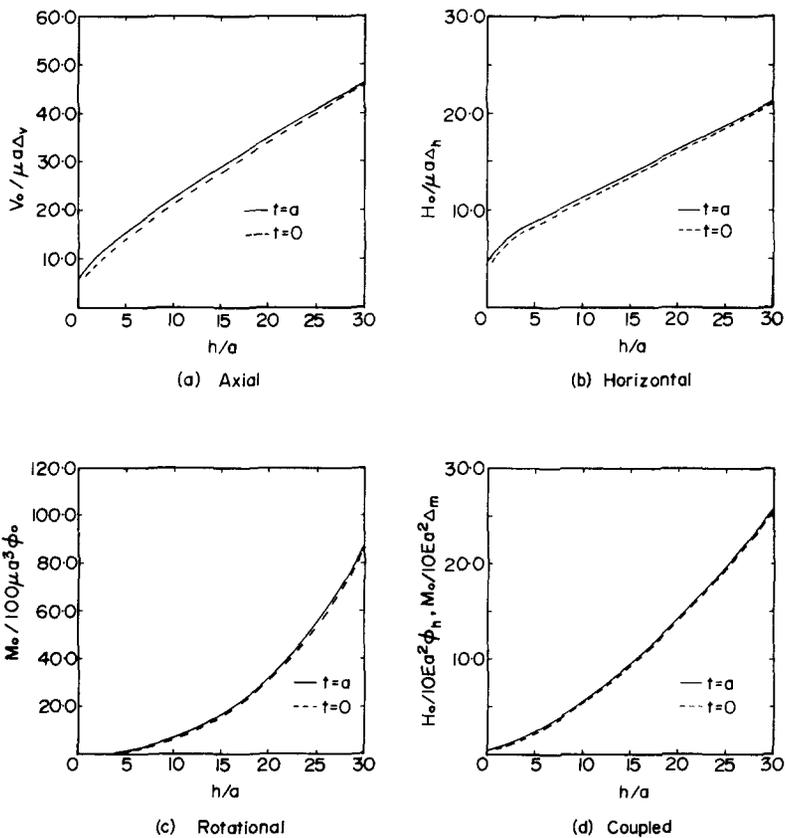 60·0
50·0
40·0
30·0
20·0
10·0
V₀/μaΔᵥ
t=a
t=0
0 5 10 15 20 25 30
h/a
(a) Axial
30·0
20·0
10·0
H₀/μaΔₕ
t=a
t=0
0 5 10 15 20 25 30
h/a
(b) Horizontal
120·0
100·0
80·0
60·0
40·0
20·0
M₀/100μa³ϕ₀
t=a
t=0
0 5 10 15 20 25 30
h/a
(c) Rotational
30·0
20·0
10·0
H₀/10Ea²ϕₕ, M₀/10Ea²Δₘ
t=a
t=0
0 5 10 15 20 25 30
h/a
(d) Coupled